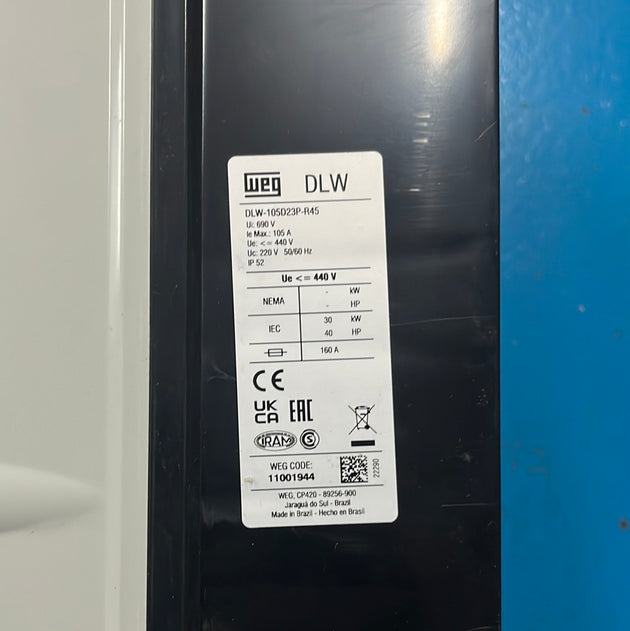 weg DLW
DLW-105D23P-R45
Ui: 690 V
Ie Max.: 105 A
Ue: <= 440 V
Uc: 220 V 50/60 Hz
IP 52
Ue <= 440 V
NEMA
- kW
- HP
IEC
30 kW
40 HP
160 A
CE
UK
CA EAC
IRAM S
WEG CODE:
11001944
22290
WEG, CP420 - 89256-900
Jaraguá do Sul - Brazil
Made in Brazil - Hecho en Brasil